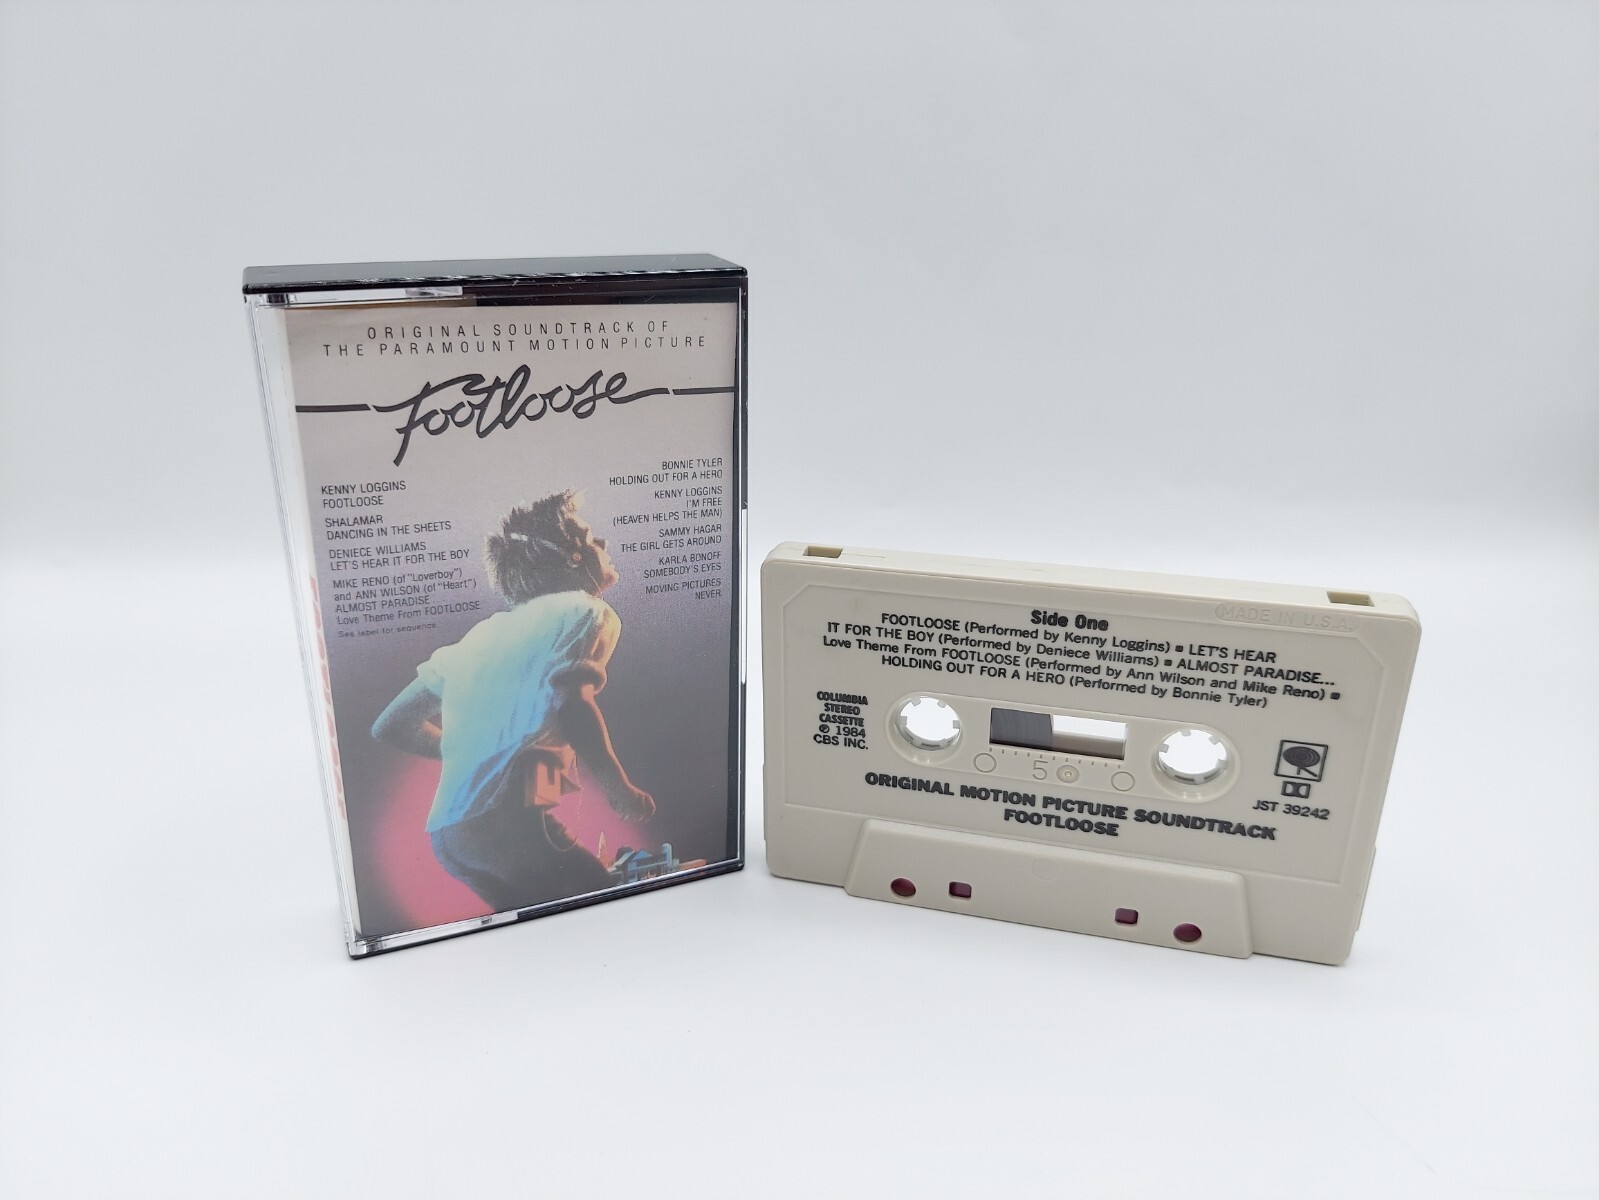 ORIGINAL SOUNDTRACK OF
THE PARAMOUNT MOTION PICTURE
Footloose
KENNY LOGGINS
FOOTLOOSE
SHALAMAR
DANCING IN THE SHEETS
DENIECE WILLIAMS
LET'S HEAR IT FOR THE BOY
MIKE RENO (of "Loverboy")
and ANN WILSON (of "Heart")
ALMOST PARADISE...
Love Theme From FOOTLOOSE
See label for sequence.
BONNIE TYLER
HOLDING OUT FOR A HERO
KENNY LOGGINS
I'M FREE
(HEAVEN HELPS THE MAN)
SAMMY HAGAR
THE GIRL GETS AROUND
KARLA BONOFF
SOMEBODY'S EYES
MOVING PICTURES
NEVER
MADE IN U.S.A.
Side One
FOOTLOOSE (Performed by Kenny Loggins) ▪ LET'S HEAR
IT FOR THE BOY (Performed by Deniece Williams) ▪ ALMOST PARADISE...
Love Theme From FOOTLOOSE (Performed by Ann Wilson and Mike Reno) ▪
HOLDING OUT FOR A HERO (Performed by Bonnie Tyler)
COLUMBIA
STEREO
CASSETTE
℗ 1984
CBS INC.
5
JST 39242
ORIGINAL MOTION PICTURE SOUNDTRACK
FOOTLOOSE